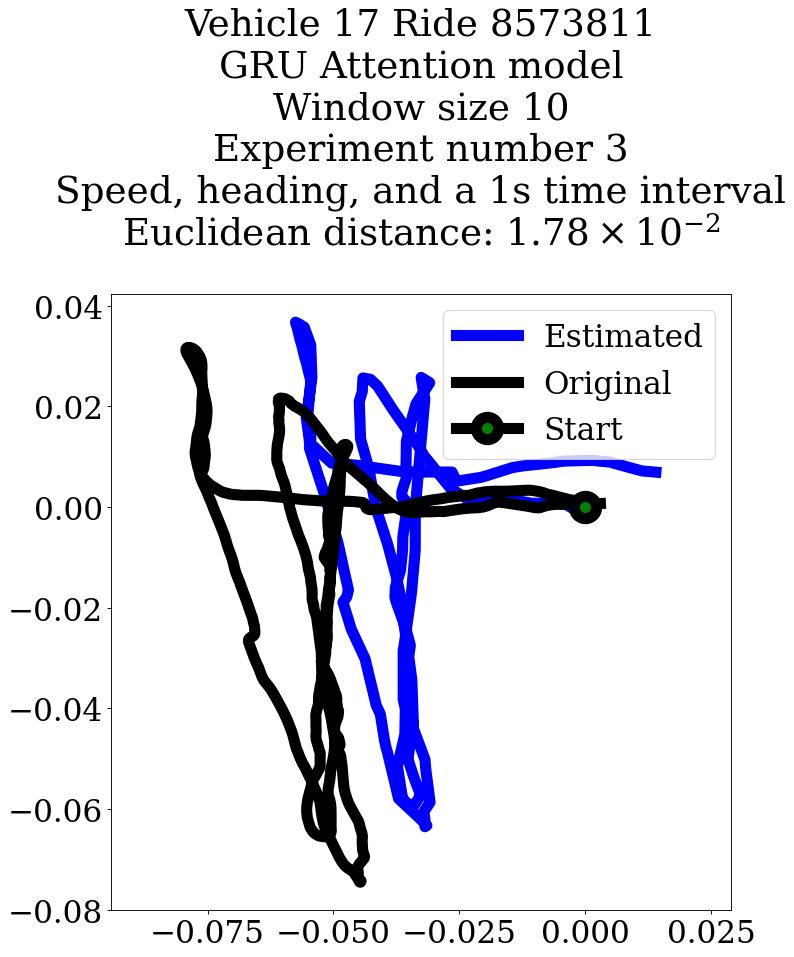 Vehicle 17 Ride 8573811
GRU Attention model
Window size 10
Experiment number 3
Speed, heading, and a 1s time interval
Euclidean distance: 1.78 × 10⁻²
Estimated
Original
Start
0.04
0.02
0.00
−0.02
−0.04
−0.06
−0.08
−0.075 −0.050 −0.025 0.000 0.025